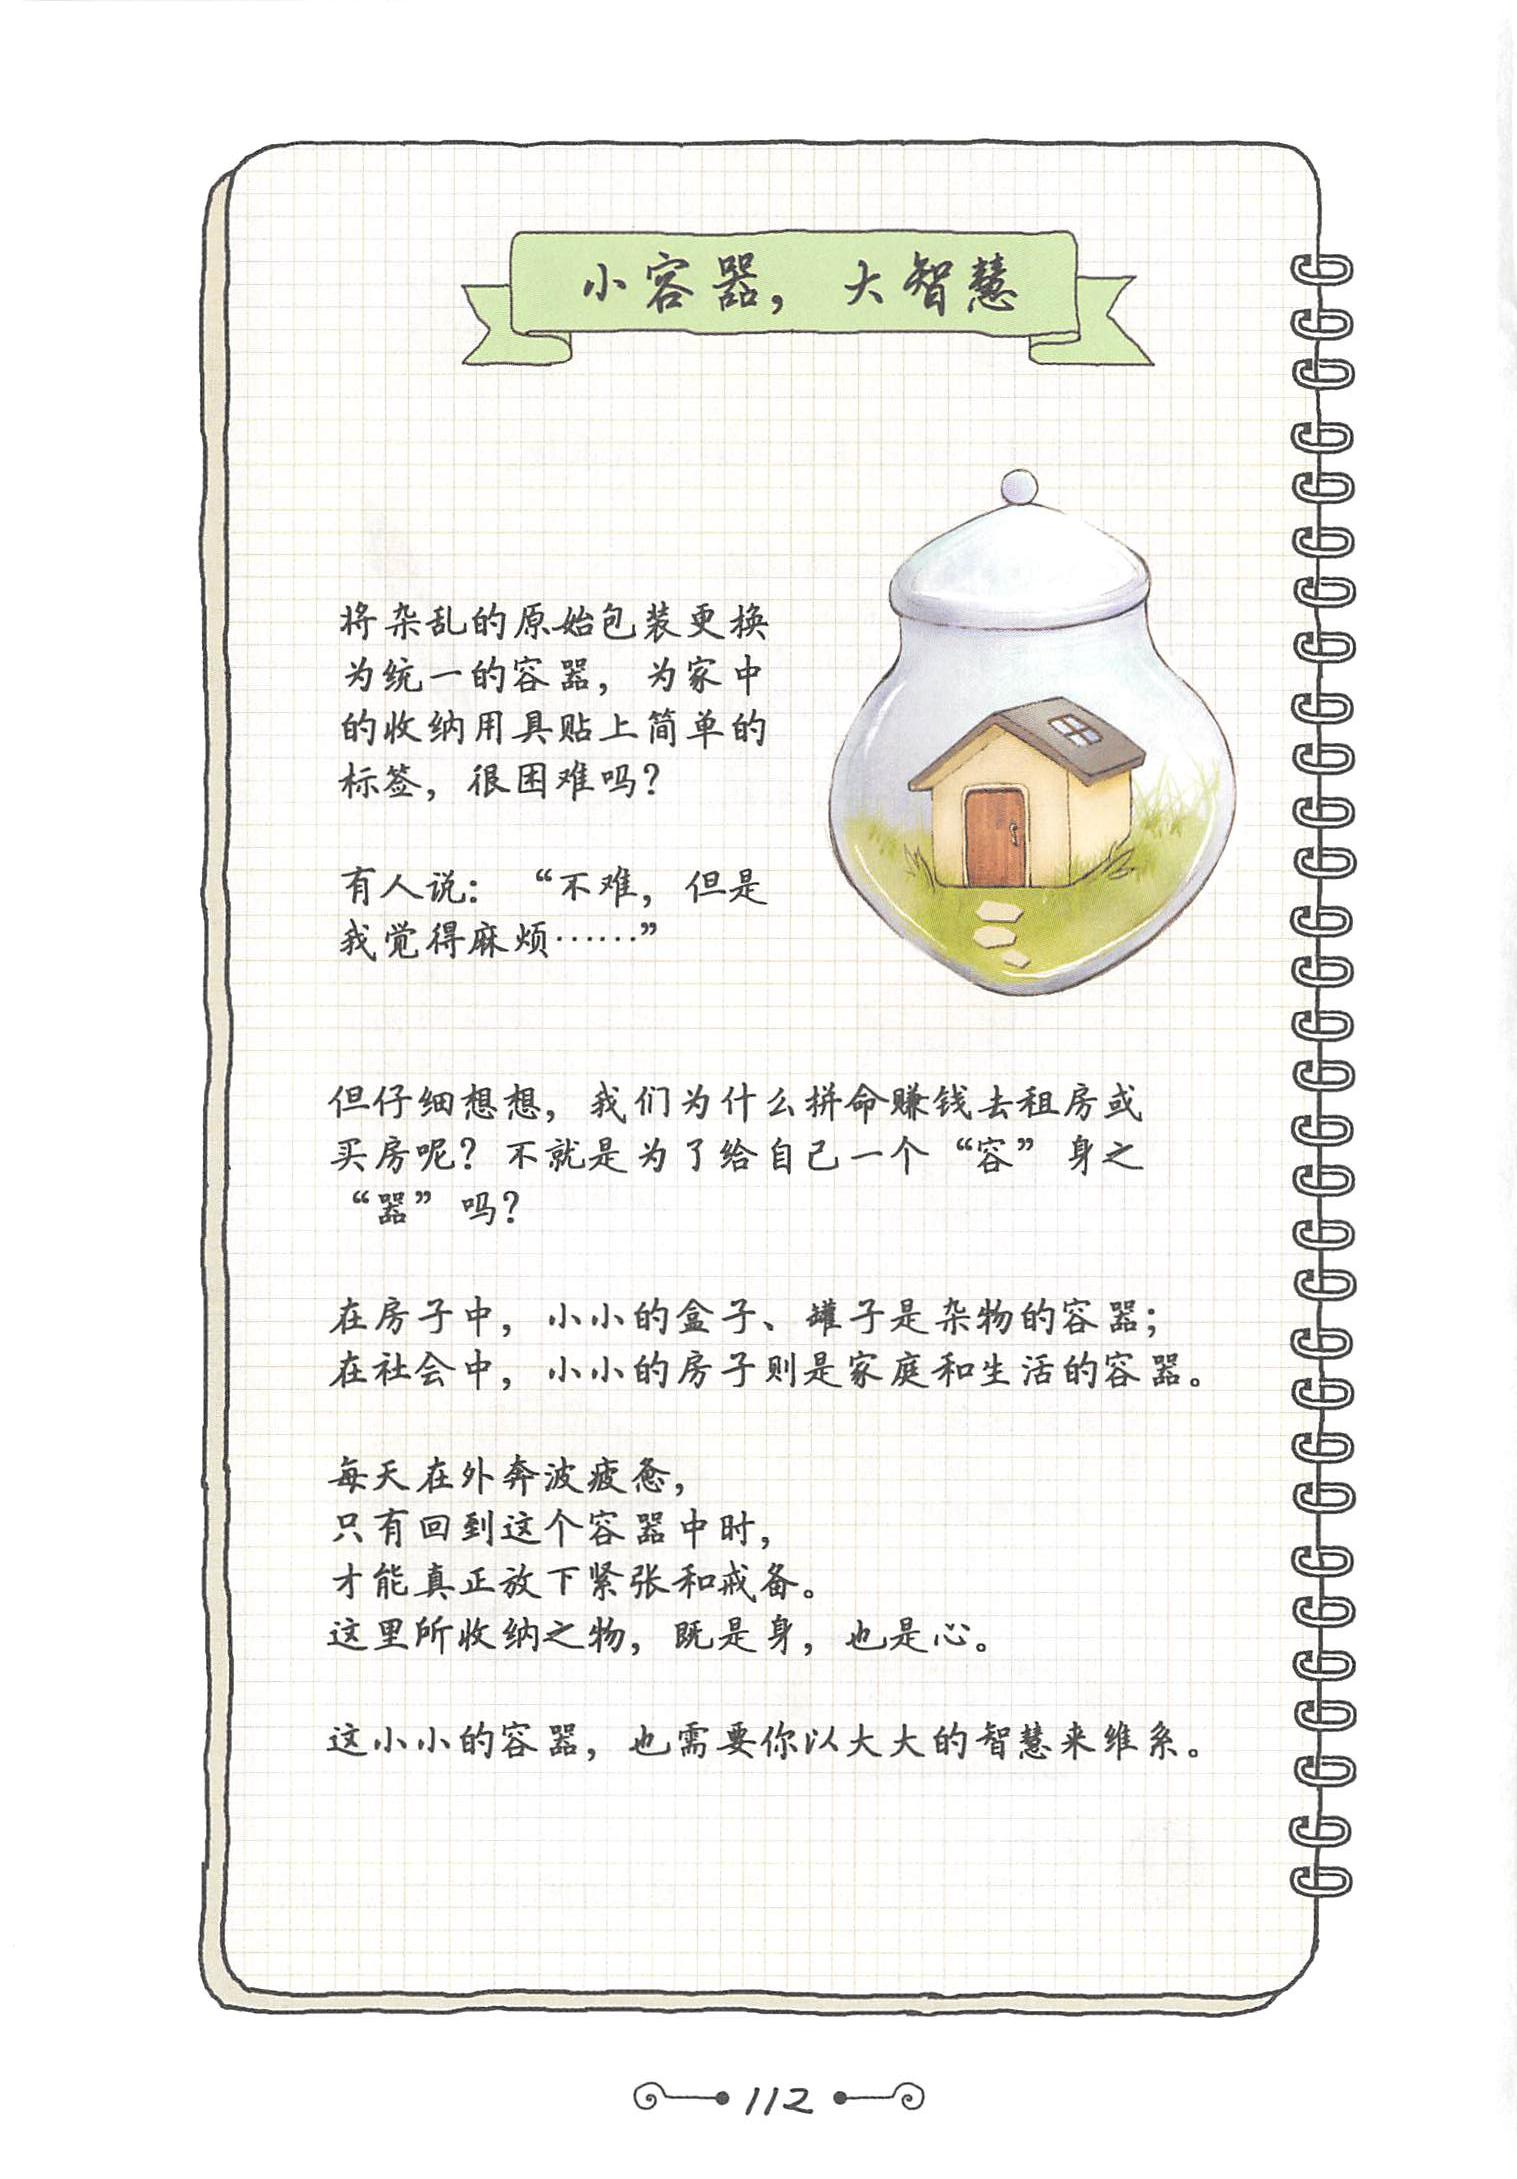 小容器，大智慧
将杂乱的原始包装更换
为统一的容器，为家中
的收纳用具贴上简单的
标签，很困难吗？
有人说：“不难，但是
我觉得麻烦……”
但仔细想想，我们为什么拼命赚钱去租房或
买房呢？不就是为了给自己一个“容”身之
“器”吗？
在房子中，小小的盒子、罐子是杂物的容器；
在社会中，小小的房子则是家庭和生活的容器。
每天在外奔波疲惫，
只有回到这个容器中时，
才能真正放下紧张和戒备。
这里所收纳之物，既是身，也是心。
这小小的容器，也需要你以大大的智慧来维系。
112